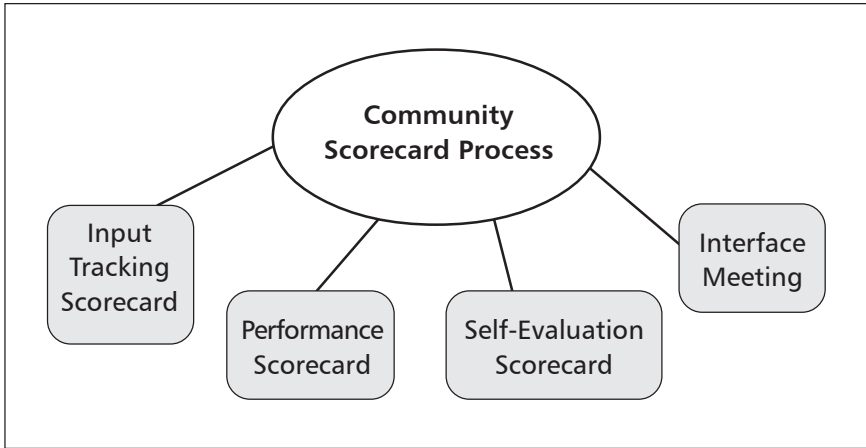 Community
Scorecard Process
Input
Tracking
Scorecard
Performance
Scorecard
Self-Evaluation
Scorecard
Interface
Meeting